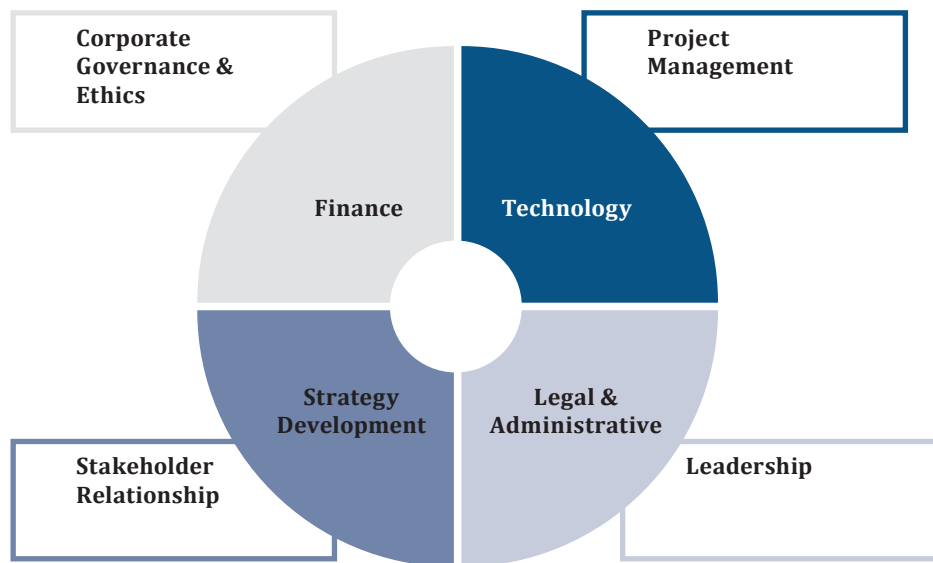 Corporate
Governance &
Ethics
Project
Management
Finance
Technology
Strategy
Development
Legal &
Administrative
Stakeholder
Relationship
Leadership